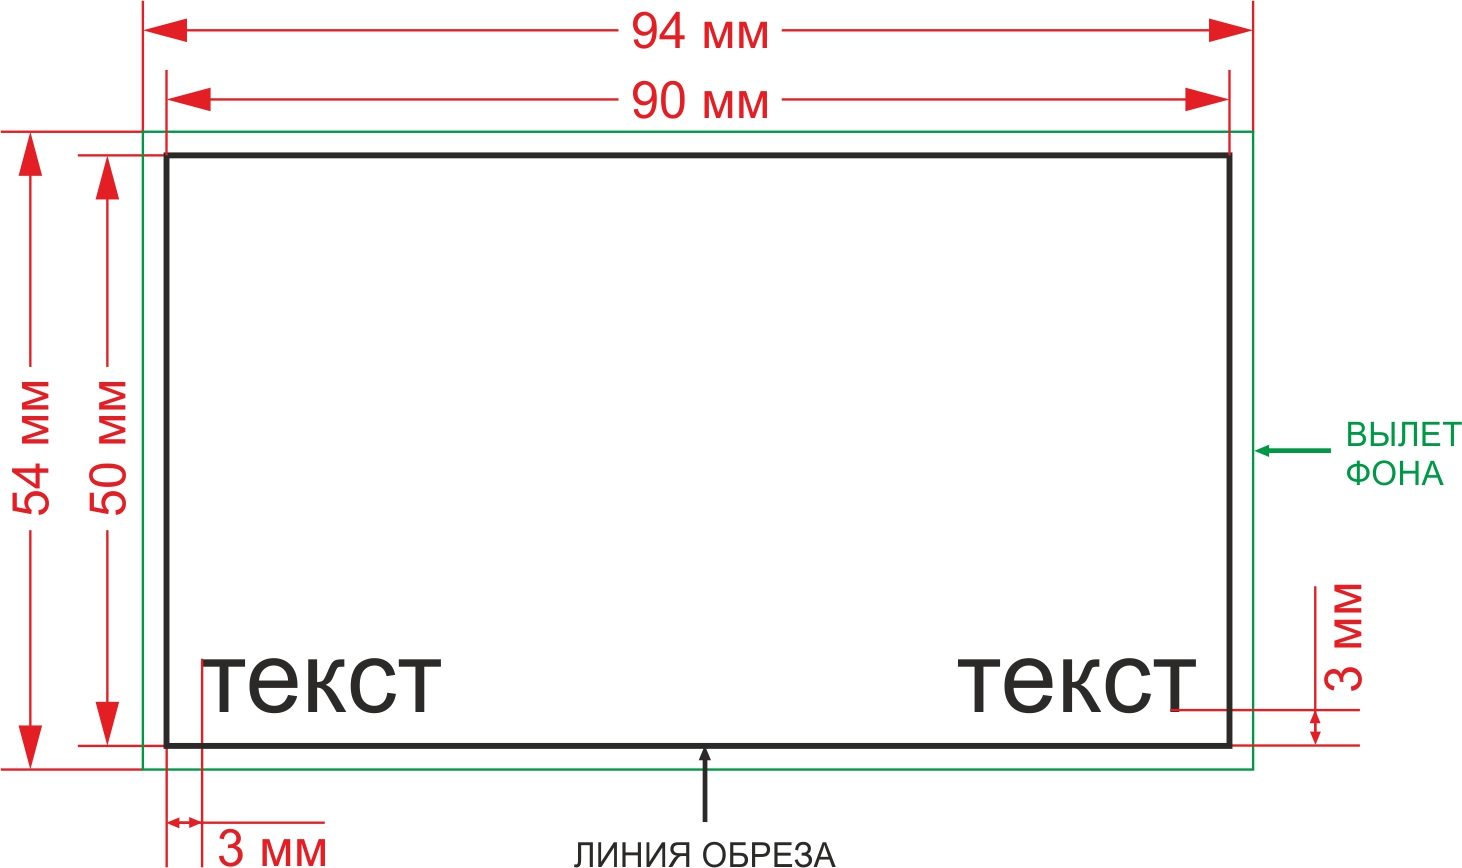 94 мм
90 мм
54 мм
50 мм
ВЫЛЕТ
ФОНА
3 мм
текст
текст
3 мм
ЛИНИЯ ОБРЕЗА